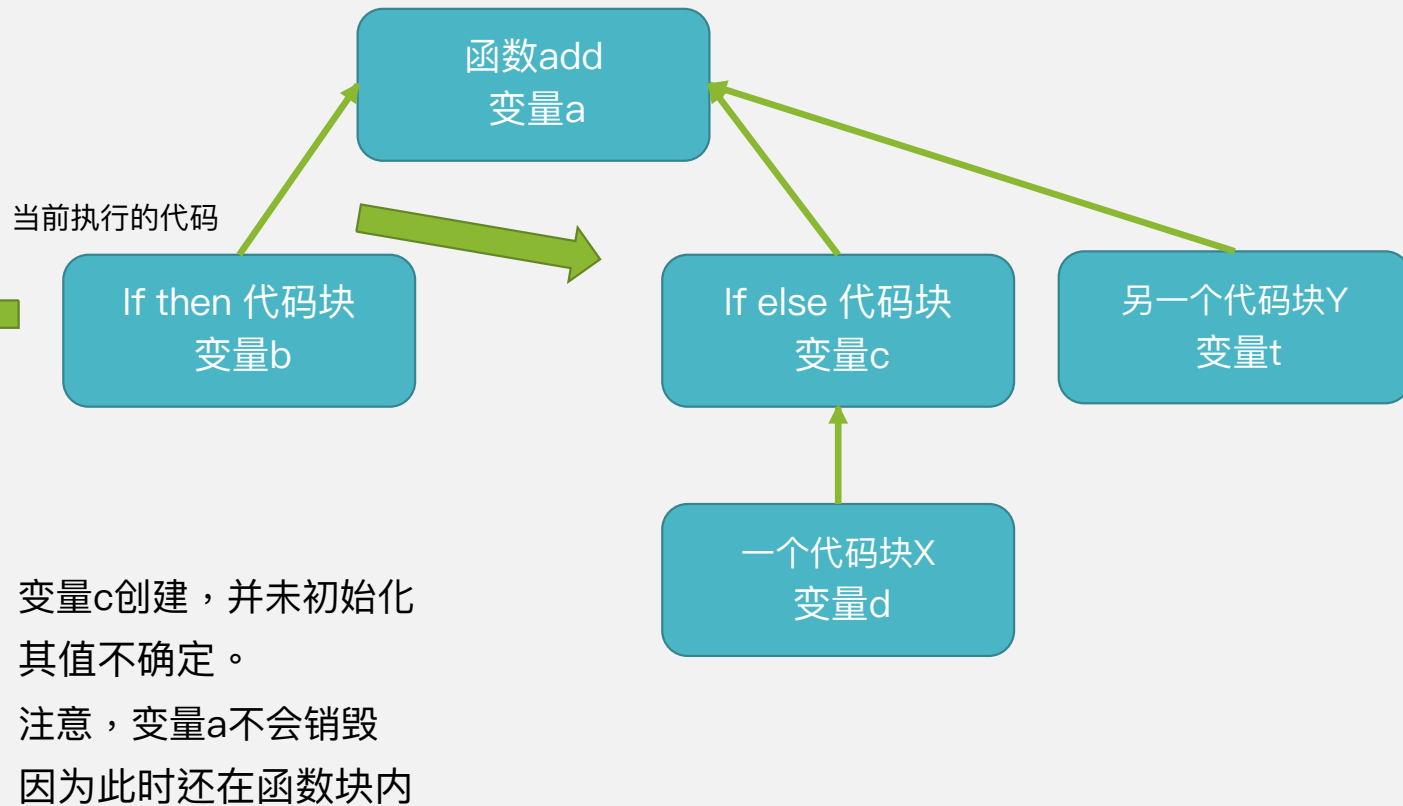 函数add
变量a
当前执行的代码
If then 代码块
变量b
If else 代码块
变量c
另一个代码块Y
变量t
一个代码块X
变量d
变量c创建，并未初始化
其值不确定。
注意，变量a不会销毁
因为此时还在函数块内